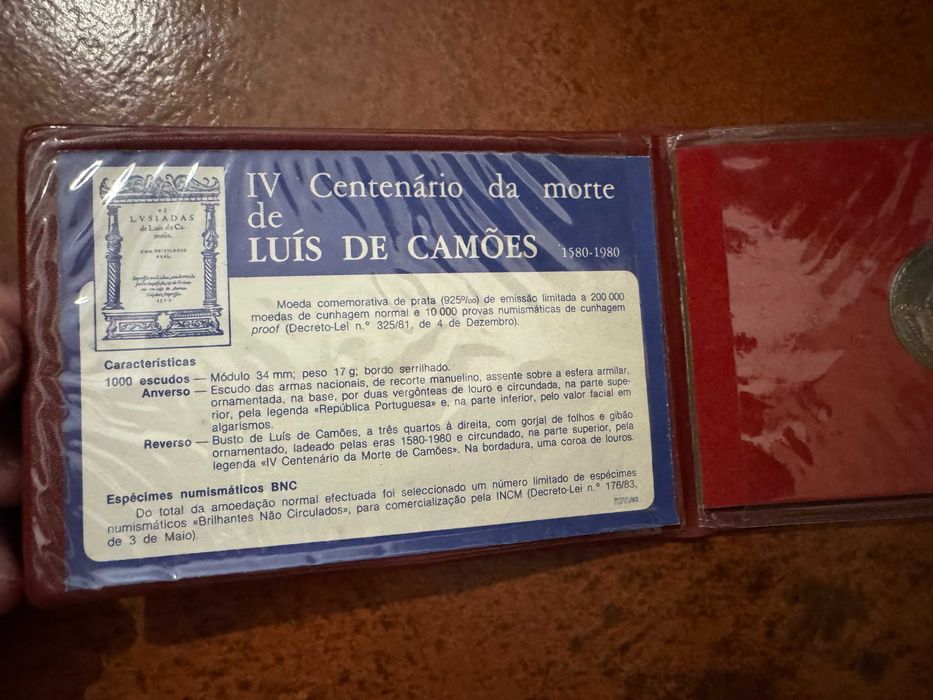 LVSIADAS
de Luis de Ca-
mões.
IV Centenário da morte
de
LUÍS DE CAMÕES 1580-1980
Moeda comemorativa de prata (925º/oo) de emissão limitada a 200 000
moedas de cunhagem normal e 10 000 provas numismáticas de cunhagem
proof (Decreto-Lei n.º 325/81, de 4 de Dezembro).
Características
1000 escudos — Módulo 34 mm; peso 17 g; bordo serrilhado.
Anverso — Escudo das armas nacionais, de recorte manuelino, assente sobre a esfera armilar,
ornamentada, na base, por duas vergônteas de louro e circundada, na parte supe-
rior, pela legenda «República Portuguesa» e, na parte inferior, pelo valor facial em
algarismos.
Reverso — Busto de Luís de Camões, a três quartos à direita, com gorjal de folhos e gibão
ornamentado, ladeado pelas eras 1580-1980 e circundado, na parte superior, pela
legenda «IV Centenário da Morte de Camões». Na bordadura, uma coroa de louros.
Espécimes numismáticos BNC
Do total da amoedação normal efectuada foi seleccionado um número limitado de espécimes
numismáticos «Brilhantes Não Circulados», para comercialização pela INCM (Decreto-Lei n.º 176/83,
de 3 de Maio).